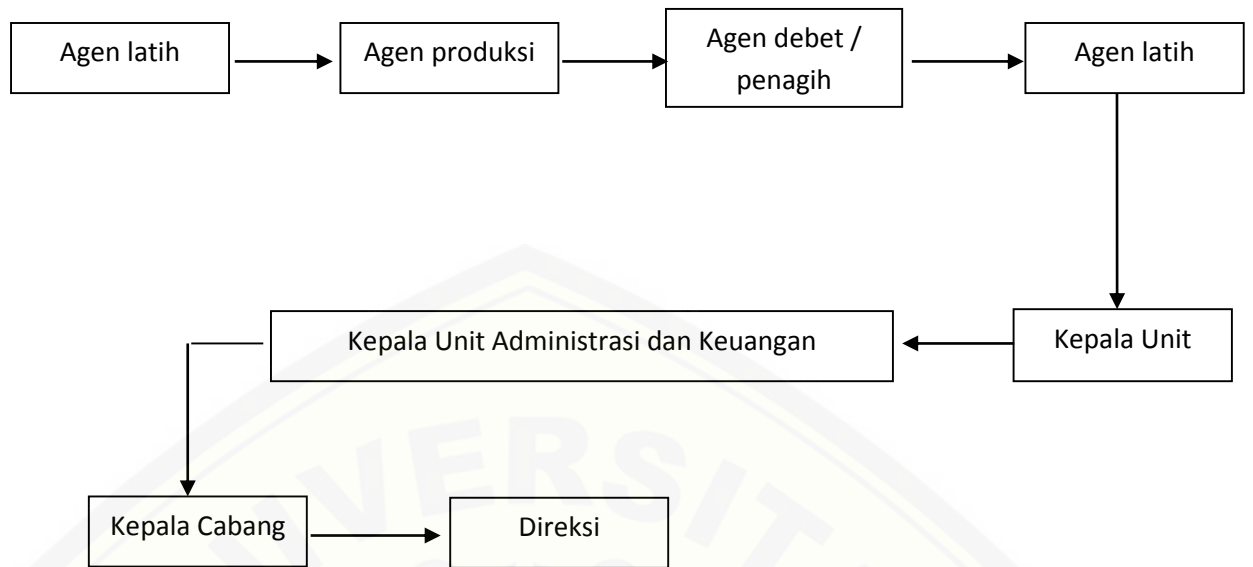 Agen latih
Agen produksi
Agen debet /
penagih
Agen latih
Kepala Unit
Kepala Unit Administrasi dan Keuangan
Kepala Cabang
Direksi